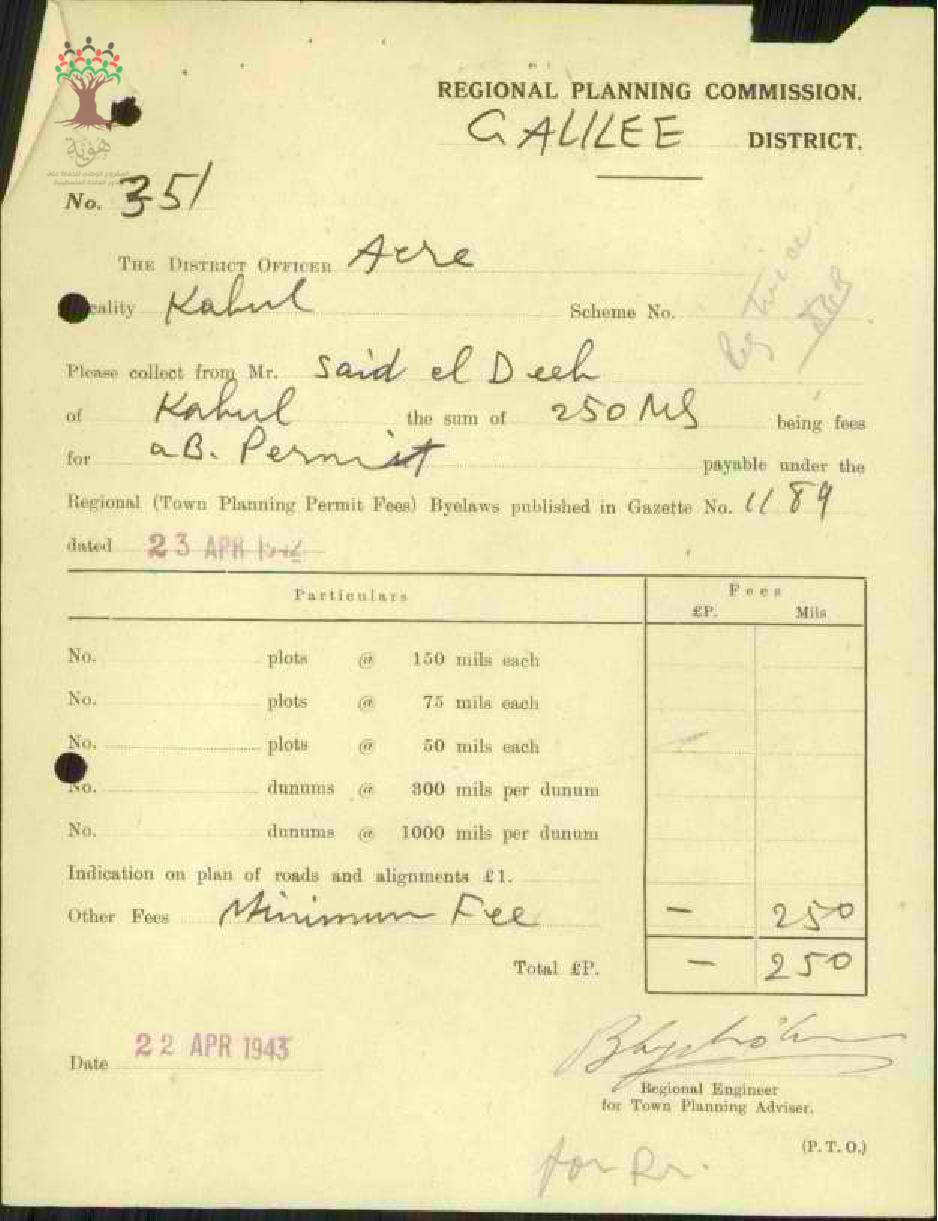 هوية
REGIONAL PLANNING COMMISSION.
GALILEE DISTRICT.
No. 351
THE DISTRICT OFFICER Acre
Locality Kabul Scheme No.
Please collect from Mr. Said el Deeb
of Kabul the sum of 250 Mls being fees
for a B. Permit payable under the
Regional (Town Planning Permit Fees) Byelaws published in Gazette No. 1189
dated 23 APR 1942
Particulars Fees
£P. Mils
No. plots @ 150 mils each
No. plots @ 75 mils each
No. plots @ 50 mils each
No. dunums @ 300 mils per dunum
No. dunums @ 1000 mils per dunum
Indication on plan of roads and alignments £1.
Other Fees Minimum Fee – 250
Total £P. – 250
Date 22 APR 1943
Regional Engineer
for Town Planning Adviser.
(P. T. O.)
for